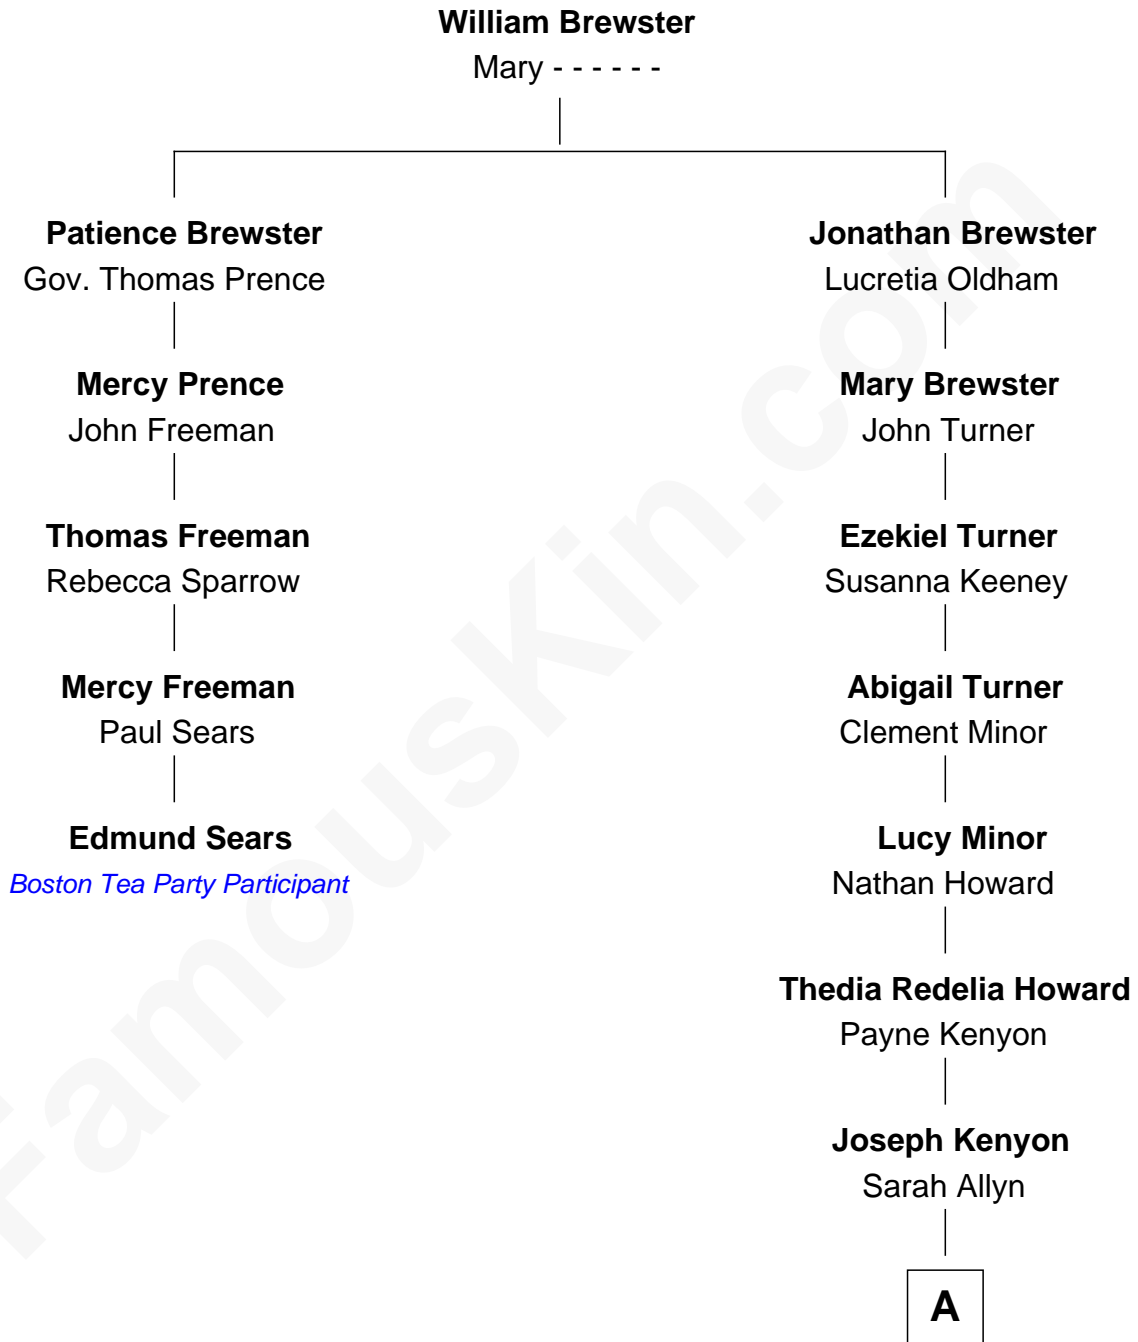 William Brewster
Mary - - - - - -
Patience Brewster
Gov. Thomas Prence
Jonathan Brewster
Lucretia Oldham
Mercy Prence
John Freeman
Mary Brewster
John Turner
Thomas Freeman
Rebecca Sparrow
Ezekiel Turner
Susanna Keeney
Mercy Freeman
Paul Sears
Abigail Turner
Clement Minor
Edmund Sears
Boston Tea Party Participant
Lucy Minor
Nathan Howard
Thedia Redelia Howard
Payne Kenyon
Joseph Kenyon
Sarah Allyn
A
FamousKin.com